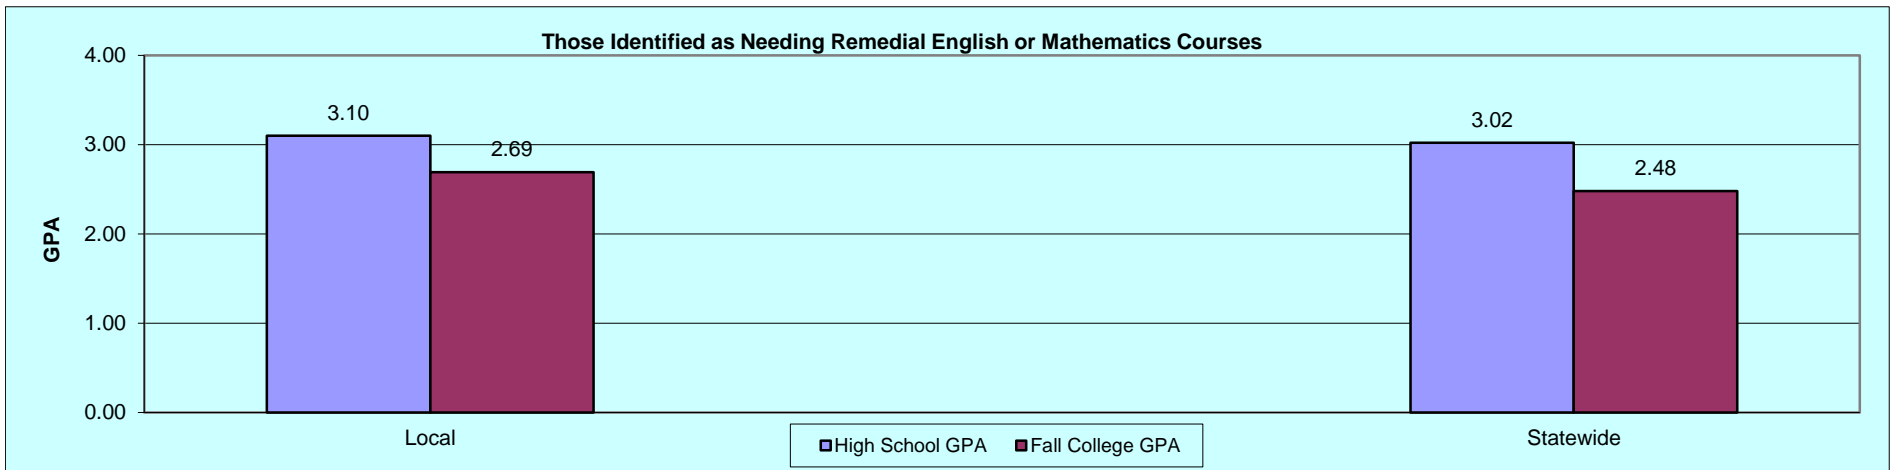 Those Identified as Needing Remedial English or Mathematics Courses
4.00
3.00
2.00
1.00
0.00
GPA
3.10
2.69
3.02
2.48
Local
Statewide
High School GPA
Fall College GPA